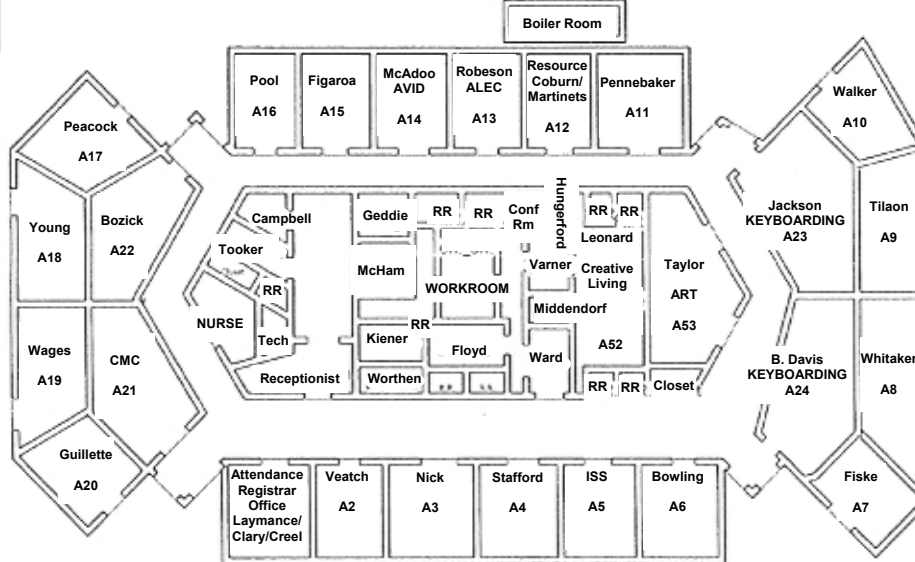 Boiler Room
Pool
A16
Figaroa
A15
McAdoo
AVID
A14
Robeson
ALEC
A13
Resource
Coburn/
Martinets
A12
Pennebaker
A11
Walker
A10
Peacock
A17
Young
A18
Bozick
A22
Campbell
Tooker
RR
NURSE
Tech
Receptionist
Geddie
RR
RR
Conf
Rm
Hungerford
RR
RR
Leonard
McHam
WORKROOM
Varner
Creative
Living
A52
Middendorf
RR
Kiener
Floyd
Ward
Worthen
RR
RR
Closet
Taylor
ART
A53
Jackson
KEYBOARDING
A23
Tilaon
A9
Wages
A19
CMC
A21
B. Davis
KEYBOARDING
A24
Whitaker
A8
Guillette
A20
Attendance
Registrar
Office
Laymance/
Clary/Creel
Veatch
A2
Nick
A3
Stafford
A4
ISS
A5
Bowling
A6
Fiske
A7